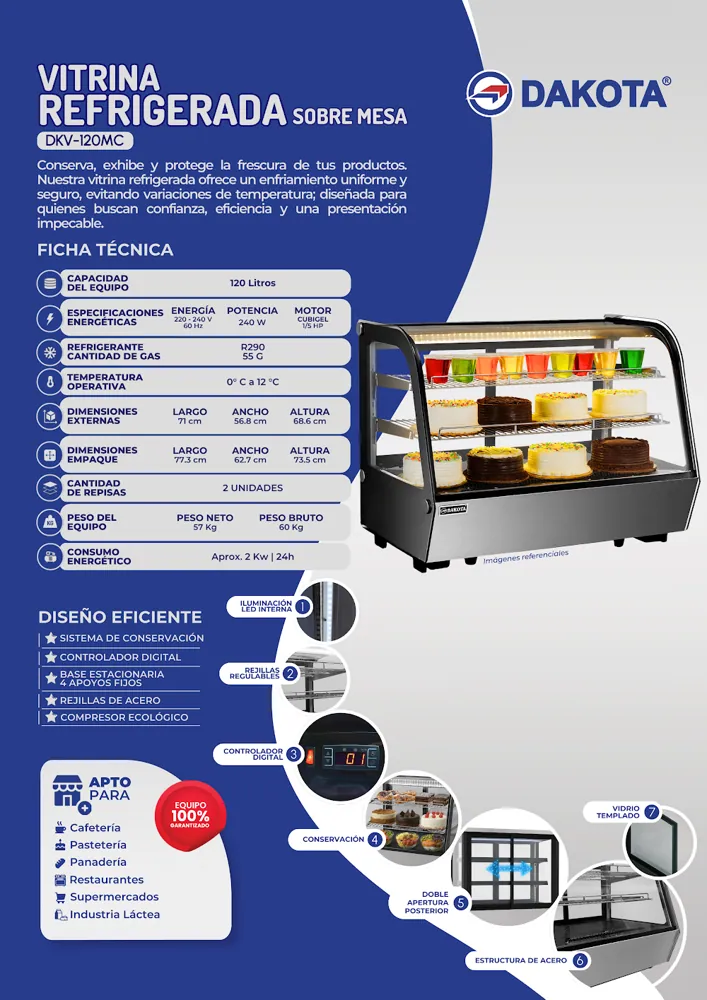 VITRINA
REFRIGERADA SOBRE MESA
DKV-120MC
DAKOTA®
Conserva, exhibe y protege la frescura de tus productos.
Nuestra vitrina refrigerada ofrece un enfriamiento uniforme y
seguro, evitando variaciones de temperatura; diseñada para
quienes buscan confianza, eficiencia y una presentación
impecable.
FICHA TÉCNICA
CAPACIDAD
DEL EQUIPO
120 Litros
ESPECIFICACIONES
ENERGÉTICAS
ENERGÍA
220 - 240 V
60 Hz
POTENCIA
240 W
MOTOR
CUBIGEL
1/5 HP
REFRIGERANTE
CANTIDAD DE GAS
R290
55 G
TEMPERATURA
OPERATIVA
0° C a 12 °C
DIMENSIONES
EXTERNAS
LARGO
71 cm
ANCHO
56.8 cm
ALTURA
68.6 cm
DIMENSIONES
EMPAQUE
LARGO
77.3 cm
ANCHO
62.7 cm
ALTURA
73.5 cm
CANTIDAD
DE REPISAS
2 UNIDADES
KG
PESO DEL
EQUIPO
PESO NETO
57 Kg
PESO BRUTO
60 Kg
CONSUMO
ENERGÉTICO
Aprox. 2 Kw | 24h
DAKOTA
Imágenes referenciales
DISEÑO EFICIENTE
SISTEMA DE CONSERVACIÓN
CONTROLADOR DIGITAL
BASE ESTACIONARIA
4 APOYOS FIJOS
REJILLAS DE ACERO
COMPRESOR ECOLÓGICO
ILUMINACIÓN
LED INTERNA
1
REJILLAS
REGULABLES
2
CONTROLADOR
DIGITAL
3
01
CONSERVACIÓN
4
DOBLE
APERTURA
POSTERIOR
5
ESTRUCTURA DE ACERO
6
VIDRIO
TEMPLADO
7
APTO
PARA
Cafetería
Pastetería
Panadería
Restaurantes
Supermercados
Industria Láctea
EQUIPO
100%
GARANTIZADO